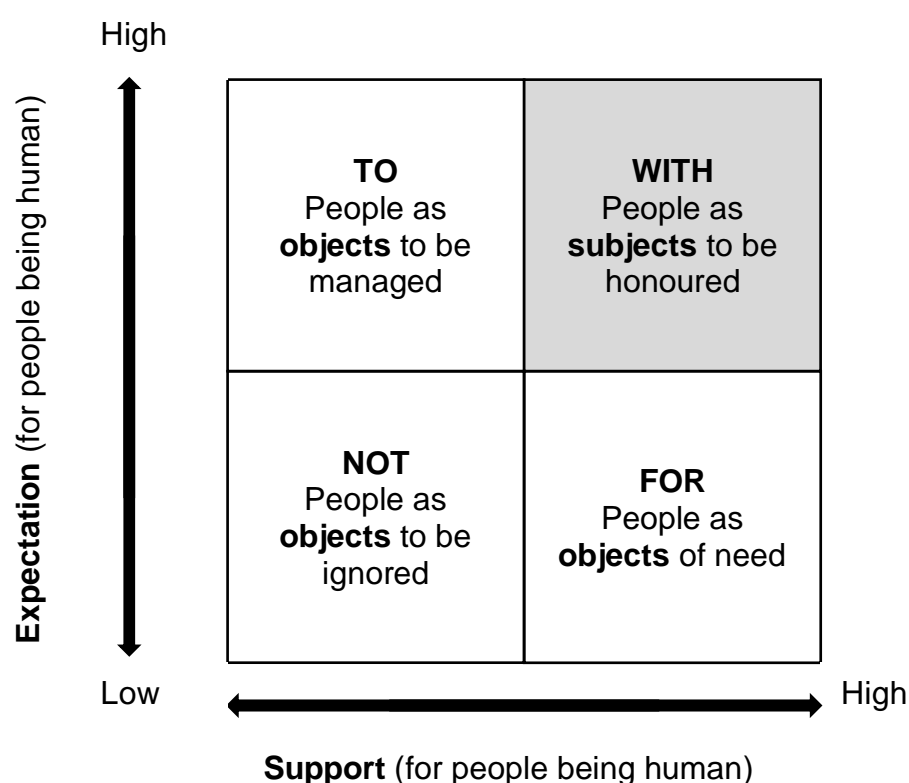 High
Expectation (for people being human)
TO
People as
objects to be
managed
WITH
People as
subjects to be
honoured
NOT
People as
objects to be
ignored
FOR
People as
objects of need
Low
High
Support (for people being human)